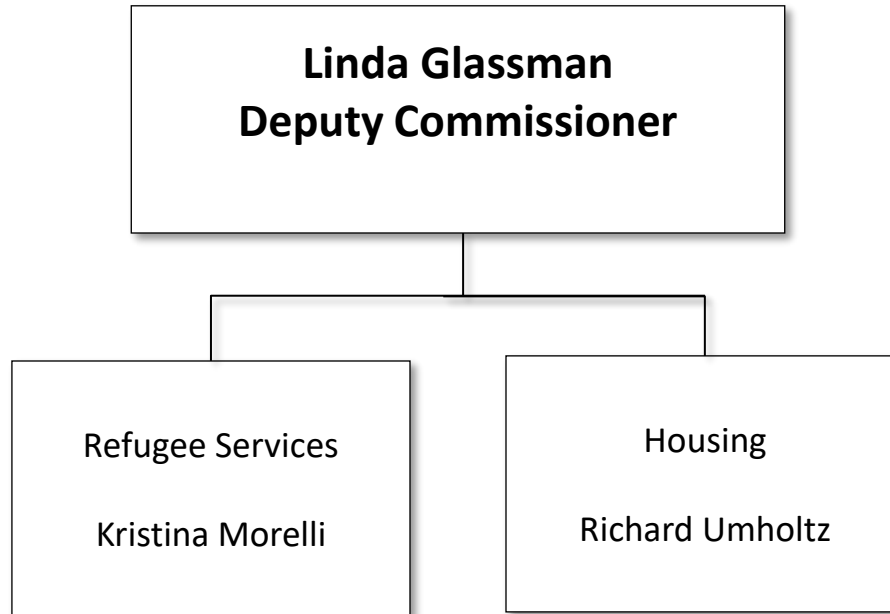 Linda Glassman
Deputy Commissioner
Refugee Services
Kristina Morelli
Housing
Richard Umholtz